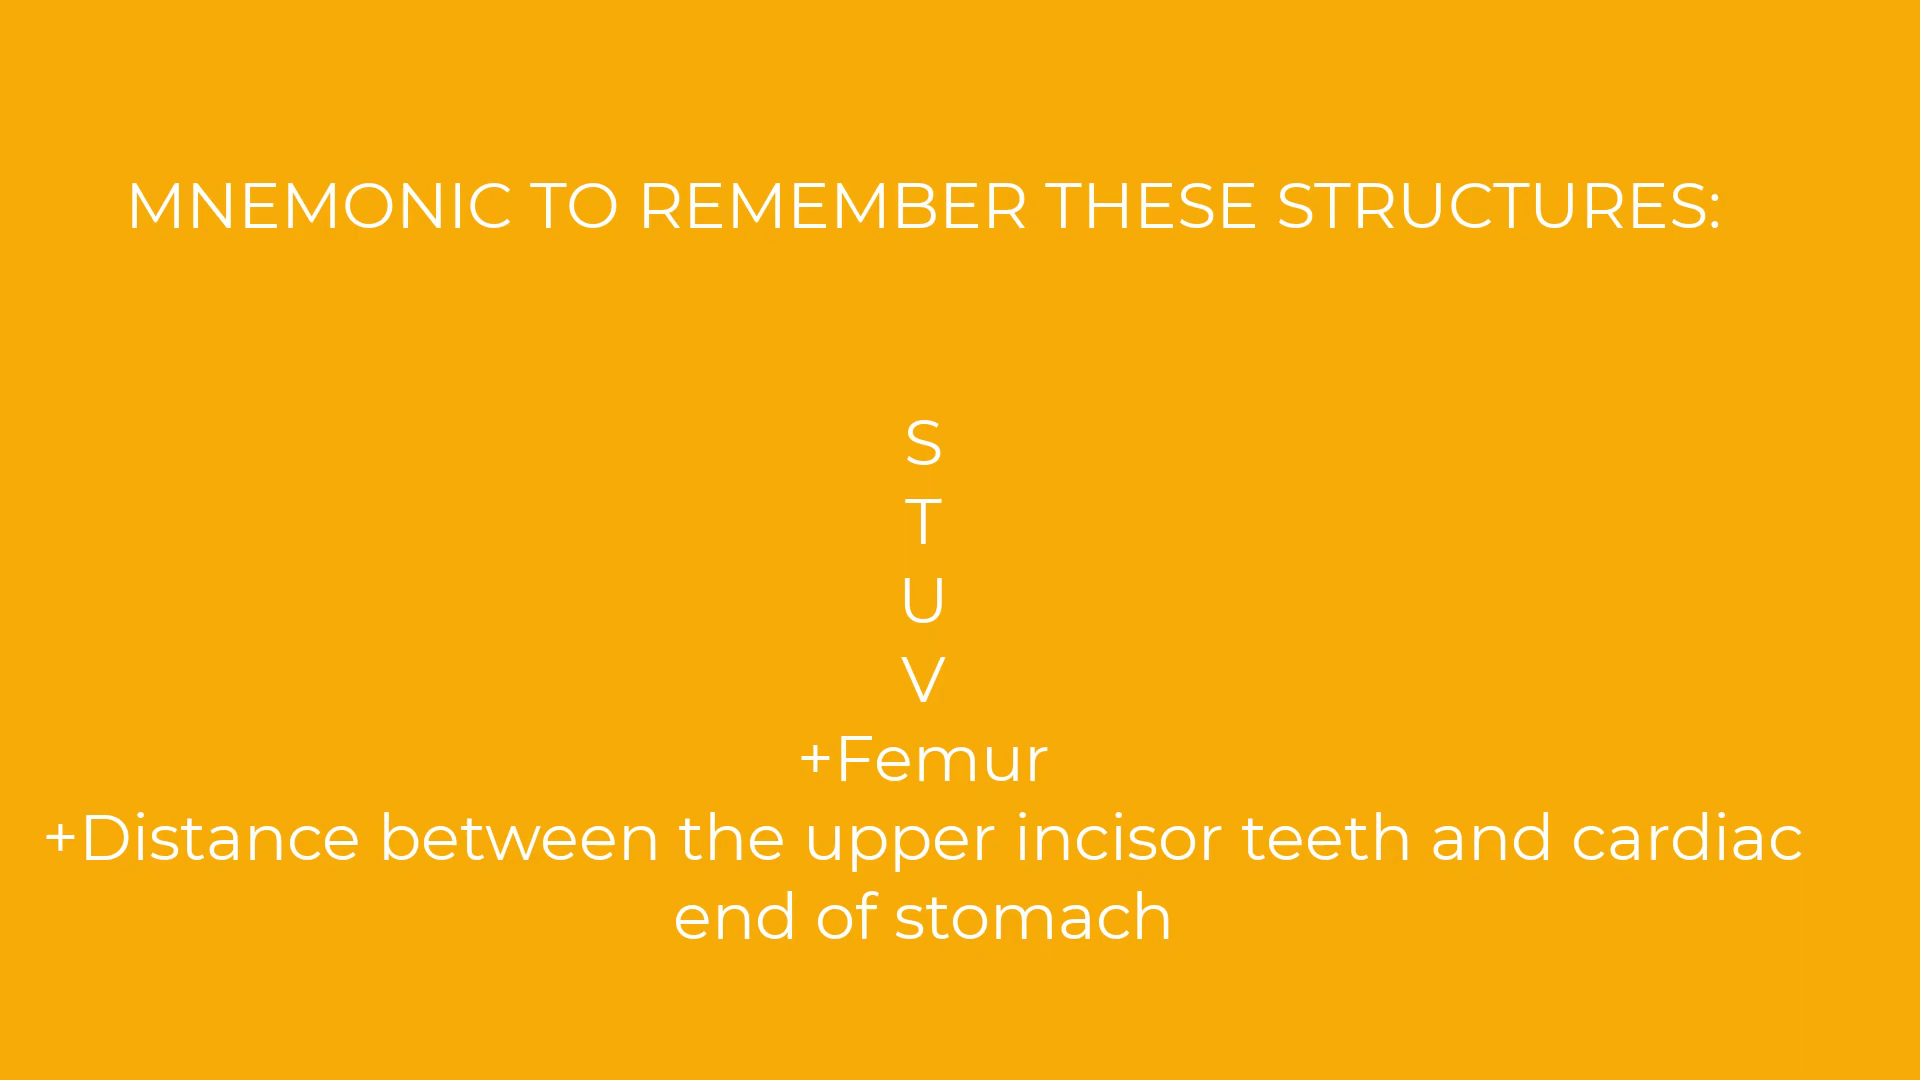 MNEMONIC TO REMEMBER THESE STRUCTURES:
S
T
U
V
+Femur
+Distance between the upper incisor teeth and cardiac
end of stomach